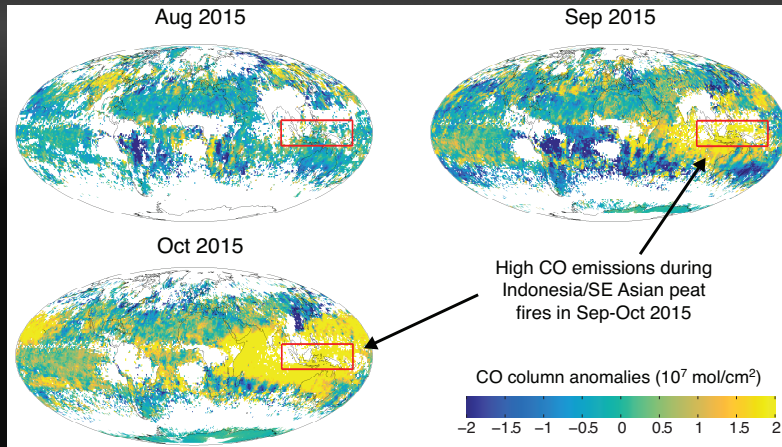 Aug 2015
Sep 2015
Oct 2015
High CO emissions during
Indonesia/SE Asian peat
fires in Sep-Oct 2015
CO column anomalies (10⁷ mol/cm²)
−2 −1.5 −1 −0.5 0 0.5 1 1.5 2